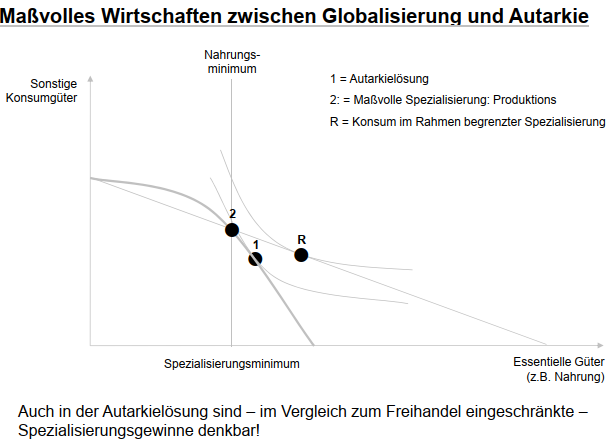 Maßvolles Wirtschaften zwischen Globalisierung und Autarkie
Nahrungs-
minimum
Sonstige
Konsumgüter
1 = Autarkielösung
2: = Maßvolle Spezialisierung: Produktions
R = Konsum im Rahmen begrenzter Spezialisierung
2
1
R
Spezialisierungsminimum
Essentielle Güter
(z.B. Nahrung)
Auch in der Autarkielösung sind – im Vergleich zum Freihandel eingeschränkte –
Spezialisierungsgewinne denkbar!